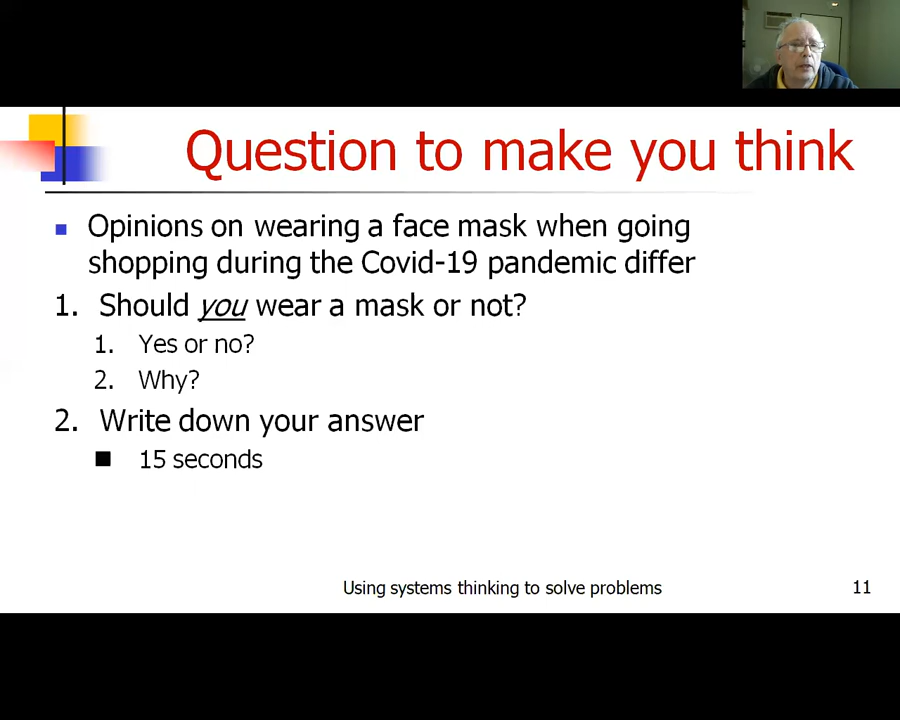 Question to make you think
■ Opinions on wearing a face mask when going
shopping during the Covid-19 pandemic differ
1. Should you wear a mask or not?
1. Yes or no?
2. Why?
2. Write down your answer
■ 15 seconds
Using systems thinking to solve problems
11